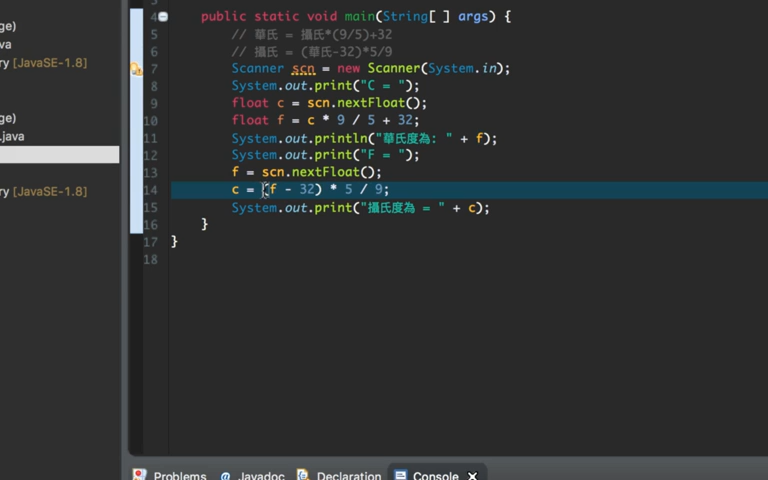 ge)
va
ry [JavaSE-1.8]
ge)
.java
ry [JavaSE-1.8]
4 public static void main(String[ ] args) {
5 // 華氏 = 攝氏*(9/5)+32
6 // 攝氏 = (華氏-32)*5/9
7 Scanner scn = new Scanner(System.in);
8 System.out.print("C = ");
9 float c = scn.nextFloat();
10 float f = c * 9 / 5 + 32;
11 System.out.println("華氏度為: " + f);
12 System.out.print("F = ");
13 f = scn.nextFloat();
14 c = (f - 32) * 5 / 9;
15 System.out.print("攝氏度為 = " + c);
16 }
17 }
18
Problems @ Javadoc Declaration Console